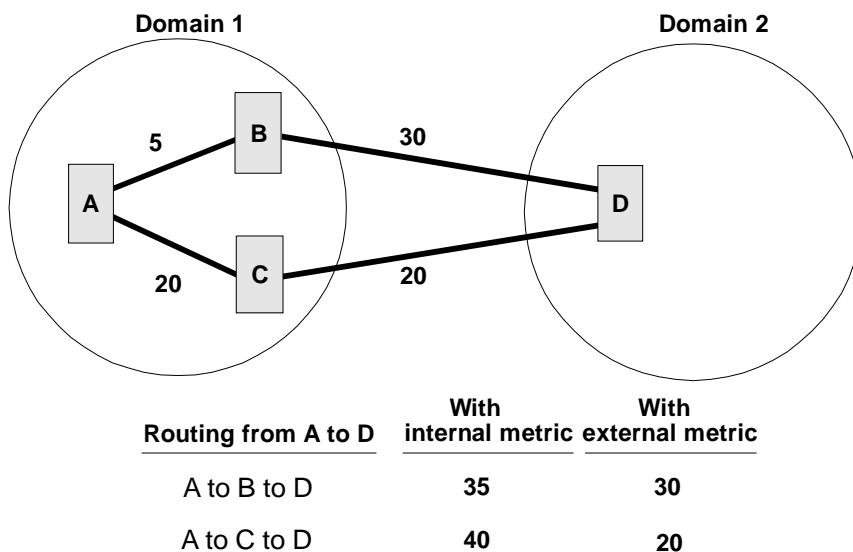 Domain 1 Domain 2
B
5 30
A D
C
20 20
With With
Routing from A to D internal metric external metric
A to B to D 35 30
A to C to D 40 20